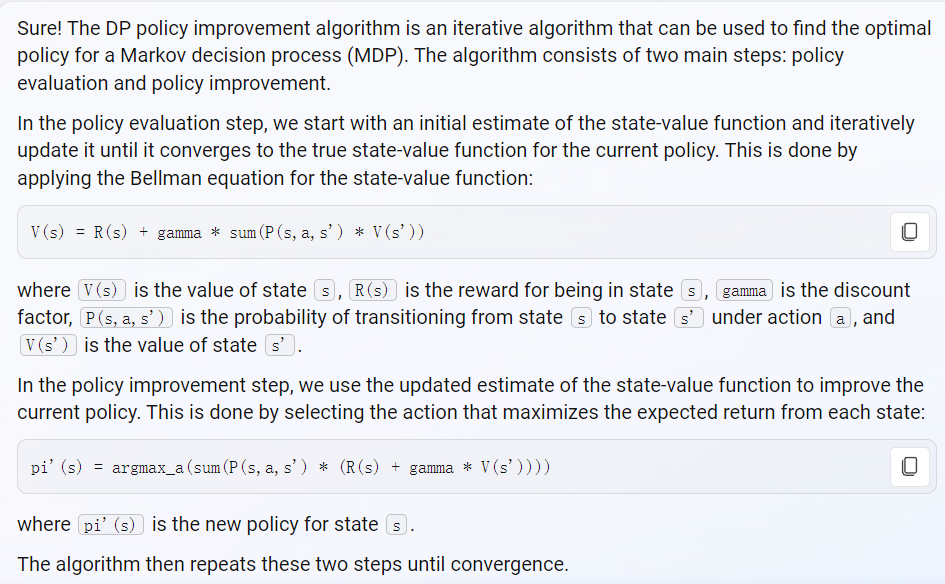 Sure! The DP policy improvement algorithm is an iterative algorithm that can be used to find the optimal
policy for a Markov decision process (MDP). The algorithm consists of two main steps: policy
evaluation and policy improvement.
In the policy evaluation step, we start with an initial estimate of the state-value function and iteratively
update it until it converges to the true state-value function for the current policy. This is done by
applying the Bellman equation for the state-value function:
V(s) = R(s) + gamma * sum(P(s,a,s’) * V(s’))
where V(s) is the value of state s, R(s) is the reward for being in state s, gamma is the discount
factor, P(s,a,s’) is the probability of transitioning from state s to state s’ under action a, and
V(s’) is the value of state s’.
In the policy improvement step, we use the updated estimate of the state-value function to improve the
current policy. This is done by selecting the action that maximizes the expected return from each state:
pi’(s) = argmax_a(sum(P(s,a,s’) * (R(s) + gamma * V(s’))))
where pi’(s) is the new policy for state s.
The algorithm then repeats these two steps until convergence.